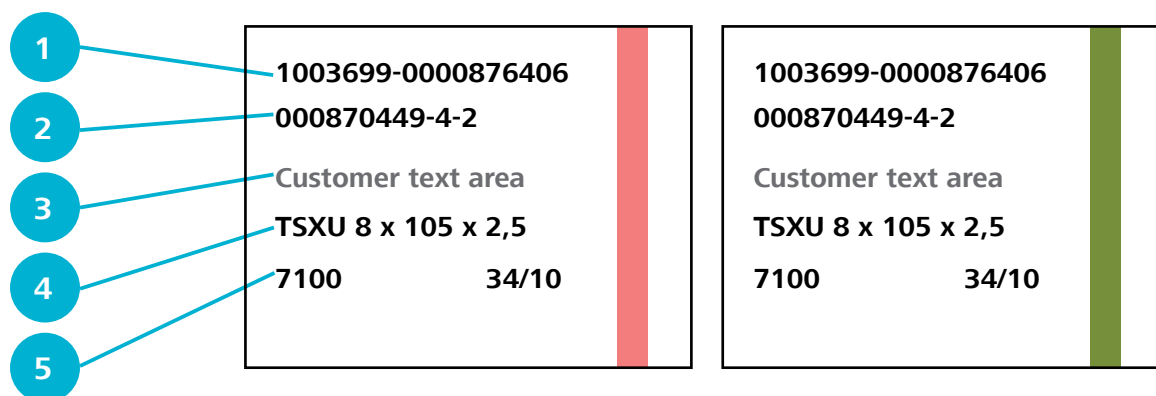 1
1003699-0000876406
1003699-0000876406
2
000870449-4-2
000870449-4-2
3
Customer text area
Customer text area
4
TSXU 8 x 105 x 2,5
TSXU 8 x 105 x 2,5
5
7100 34/10
7100 34/10